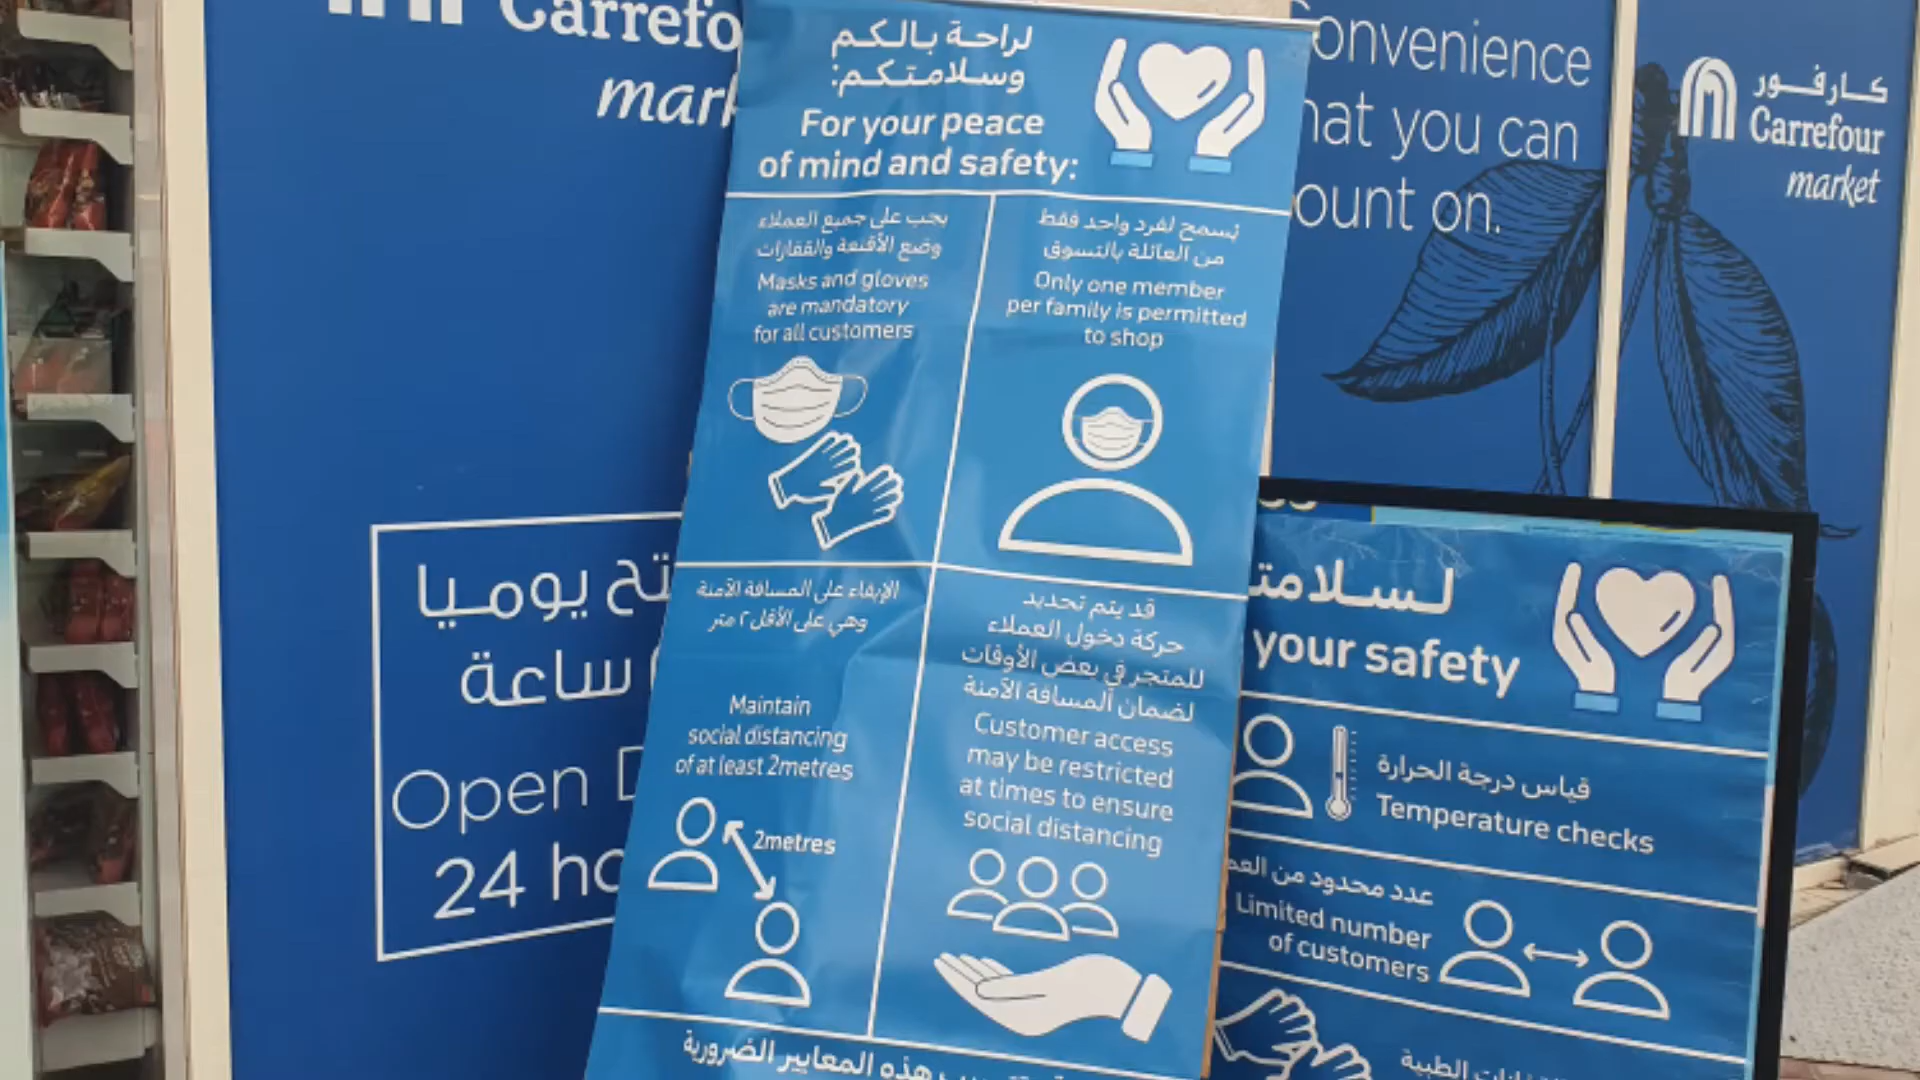 Carrefo
mark
لراحة بالكم
وسلامتكم:
For your peace
of mind and safety:
يجب على جميع العملاء
وضع الأقنعة والقفازات
Masks and gloves
are mandatory
for all customers
يُسمح لفرد واحد فقط
من العائلة بالتسوق
Only one member
per family is permitted
to shop
الإبقاء على المسافة الآمنة
وهي على الأقل ٢ متر
Maintain
social distancing
of at least 2metres
2metres
قد يتم تحديد
حركة دخول العملاء
للمتجر في بعض الأوقات
لضمان المسافة الآمنة
Customer access
may be restricted
at times to ensure
social distancing
هذه المعايير الضرورية
onvenience
hat you can
ount on.
كارفور
Carrefour
market
تح يوميا
ساعة
Open
24 ho
لسلامتـ
your safety
قياس درجة الحرارة
Temperature checks
عدد محدود من العم
Limited number
of customers
الطبية